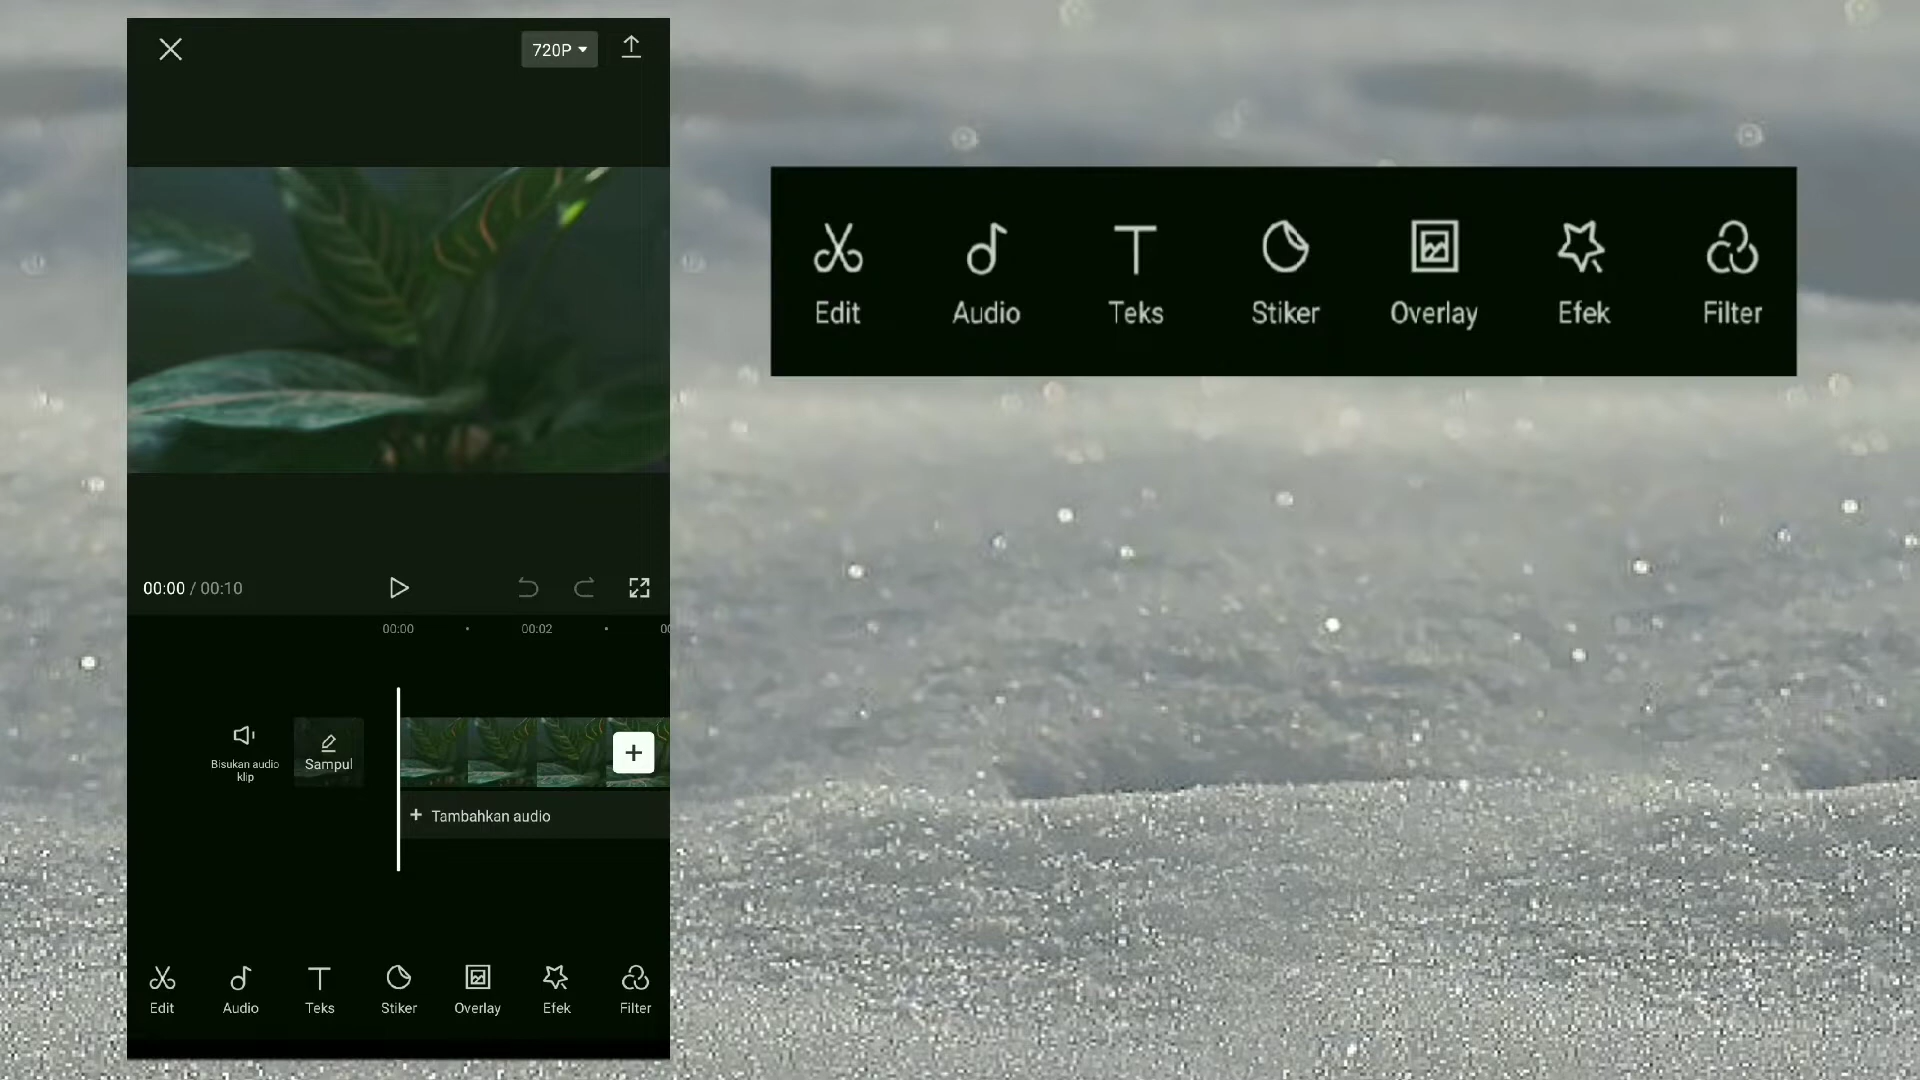 720P
Edit Audio Teks Stiker Overlay Efek Filter
00:00 / 00:10
00:00 00:02
Bisukan audio
klip
Sampul
+ Tambahkan audio
Edit Audio Teks Stiker Overlay Efek Filter